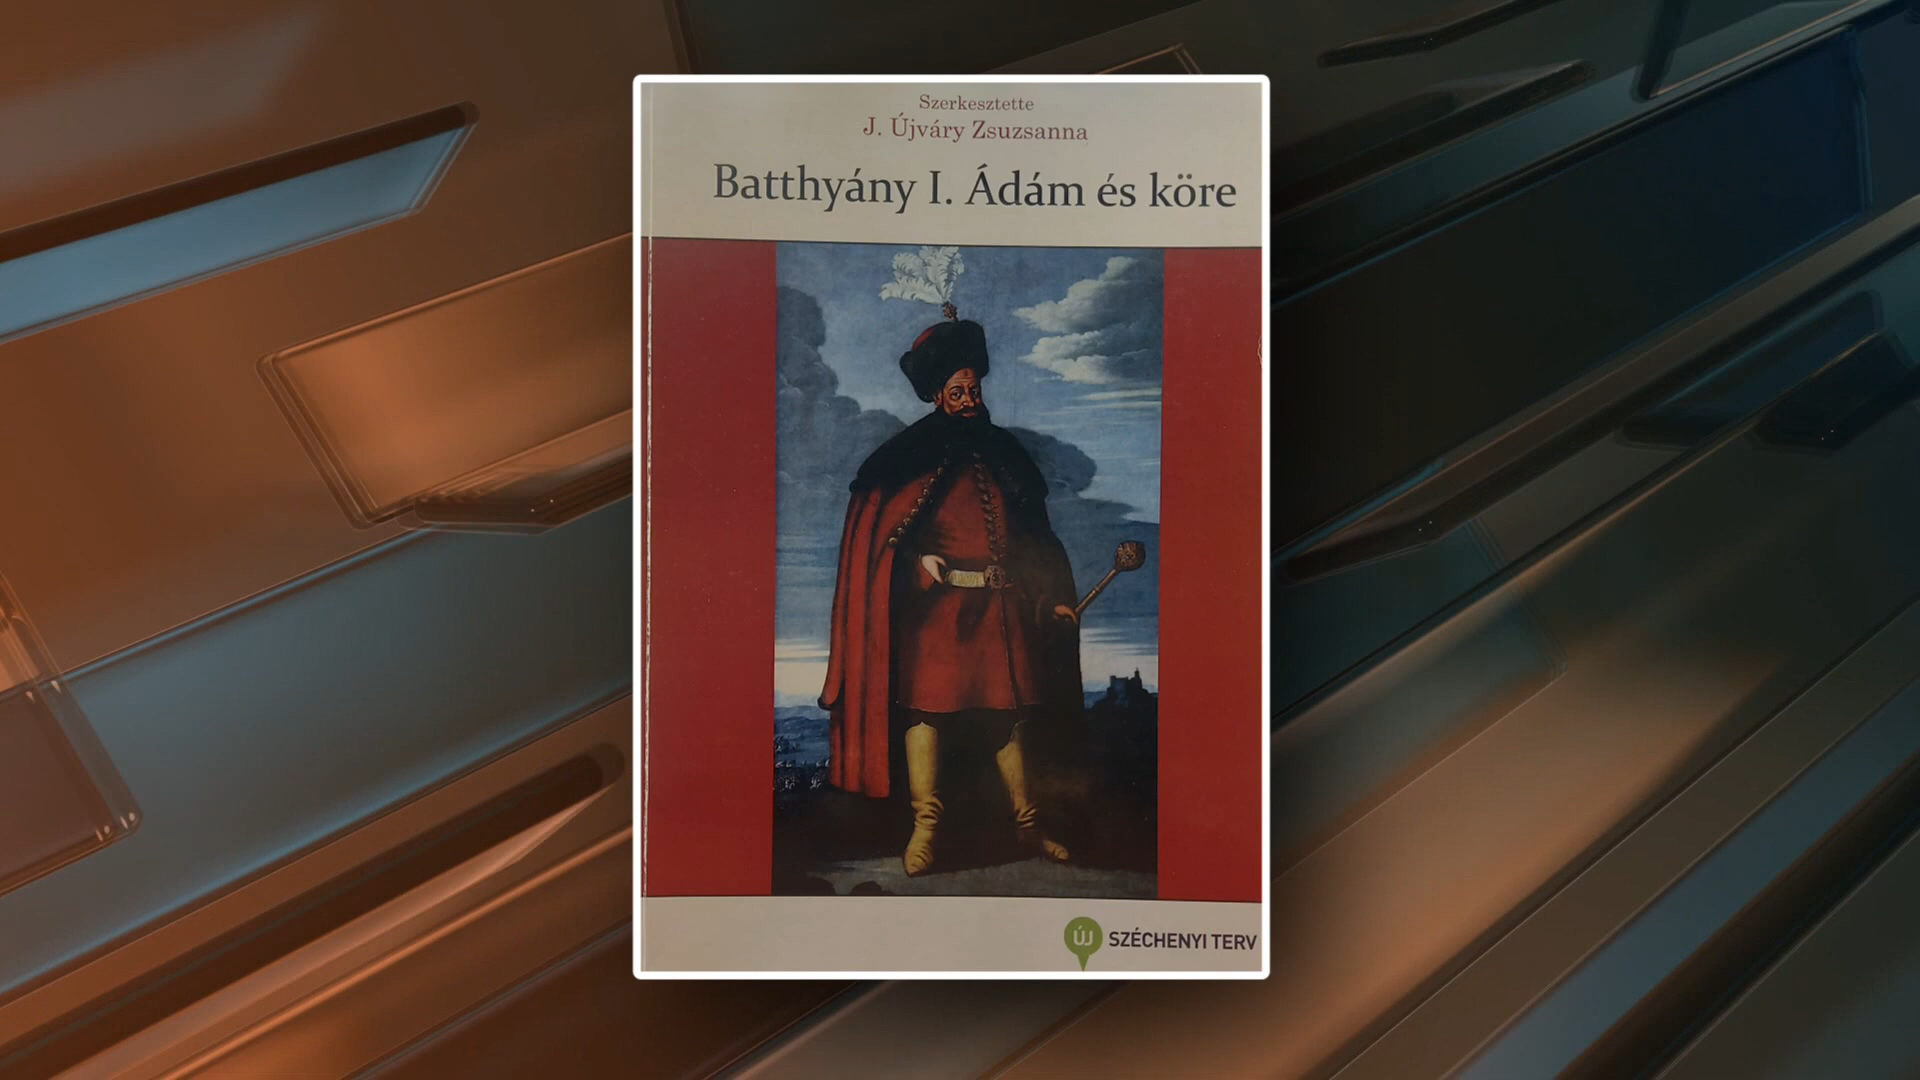 Szerkesztette
J. Újváry Zsuzsanna
Batthyány I. Ádám és köre
ÚJ SZÉCHENYI TERV